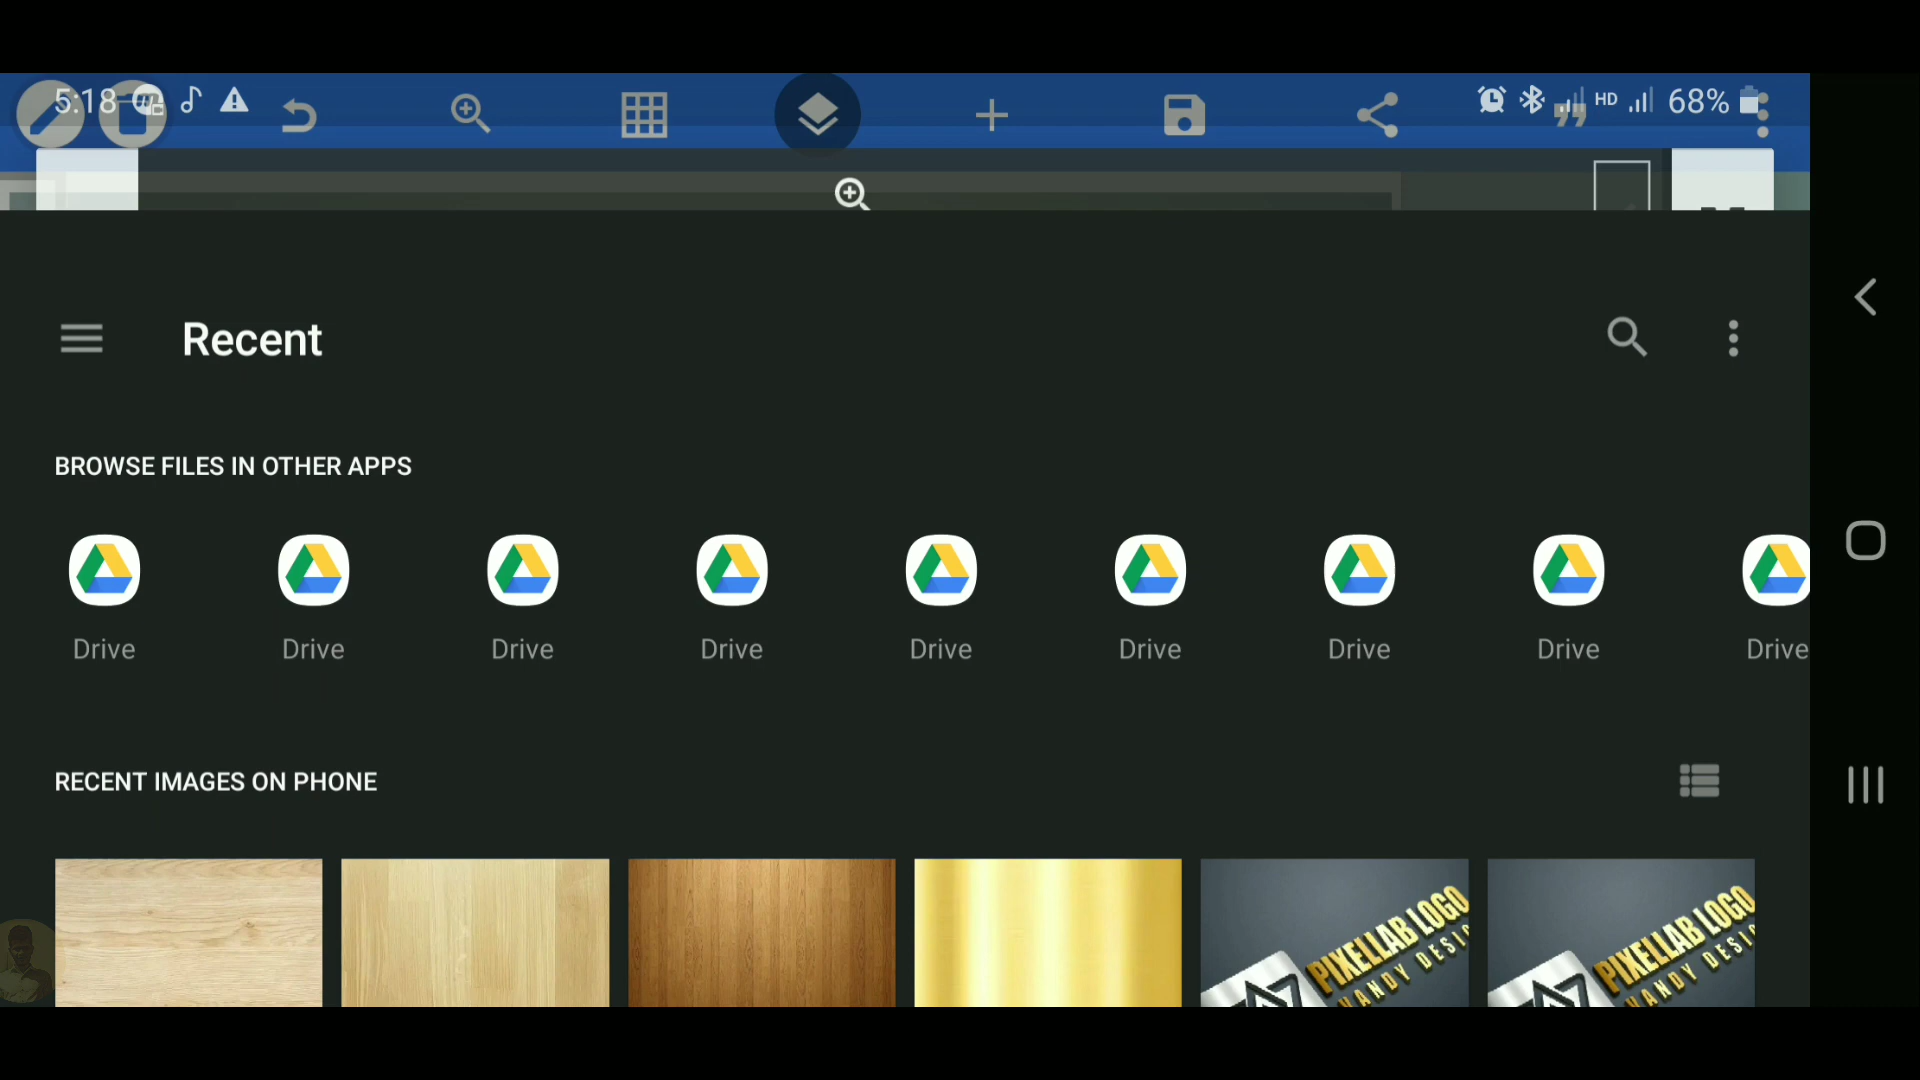 5:18
HD 68%
Recent
BROWSE FILES IN OTHER APPS
Drive Drive Drive Drive Drive Drive Drive Drive Drive
RECENT IMAGES ON PHONE
PIXELLAB LOGO PIXELLAB LOGO